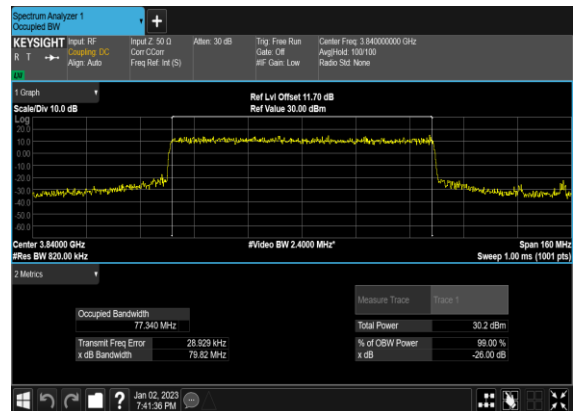 Spectrum Analyzer 1
Occupied BW
KEYSIGHT Input: RF
R T Coupling: DC
Align: Auto
Input Z: 50 Ω
Corr CCorr
Freq Ref: Int (S)
Atten: 30 dB
Trig: Free Run
Gate: Off
#IF Gain: Low
Center Freq: 3.840000000 GHz
Avg|Hold: 100/100
Radio Std: None
1 Graph
Scale/Div 10.0 dB
Ref Lvl Offset 11.70 dB
Ref Value 30.00 dBm
Log
20.0
10.0
0.00
-10.0
-20.0
-30.0
-40.0
-50.0
-60.0
Center 3.84000 GHz
#Res BW 820.00 kHz
#Video BW 2.4000 MHz*
Span 160 MHz
Sweep 1.00 ms (1001 pts)
2 Metrics
Measure Trace Trace 1
Occupied Bandwidth
77.340 MHz
Total Power 30.2 dBm
Transmit Freq Error 28.929 kHz
% of OBW Power 99.00 %
x dB Bandwidth 79.82 MHz
x dB -26.00 dB
Jan 02, 2023
7:41:36 PM